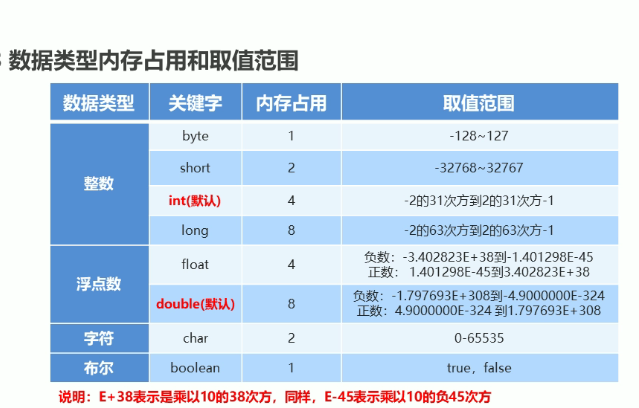 数据类型内存占用和取值范围
数据类型 关键字 内存占用 取值范围
整数 byte 1 -128~127
short 2 -32768~32767
int(默认) 4 -2的31次方到2的31次方-1
long 8 -2的63次方到2的63次方-1
浮点数 float 4 负数：-3.402823E+38到-1.401298E-45
正数： 1.401298E-45到3.402823E+38
double(默认) 8 负数：-1.797693E+308到-4.9000000E-324
正数：4.9000000E-324 到1.797693E+308
字符 char 2 0-65535
布尔 boolean 1 true，false
说明：E+38表示是乘以10的38次方，同样，E-45表示乘以10的负45次方